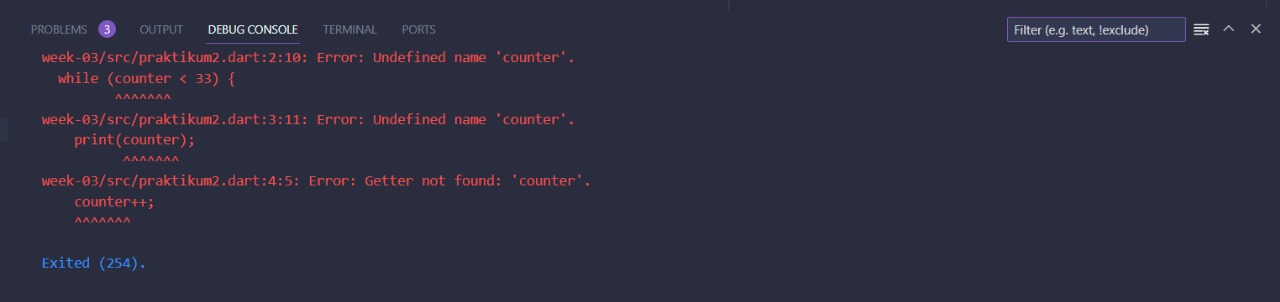 PROBLEMS 3 OUTPUT DEBUG CONSOLE TERMINAL PORTS Filter (e.g. text, !exclude)
week-03/src/praktikum2.dart:2:10: Error: Undefined name 'counter'.
  while (counter < 33) {
         ^^^^^^^
week-03/src/praktikum2.dart:3:11: Error: Undefined name 'counter'.
    print(counter);
          ^^^^^^^
week-03/src/praktikum2.dart:4:5: Error: Getter not found: 'counter'.
    counter++;
    ^^^^^^^
Exited (254).